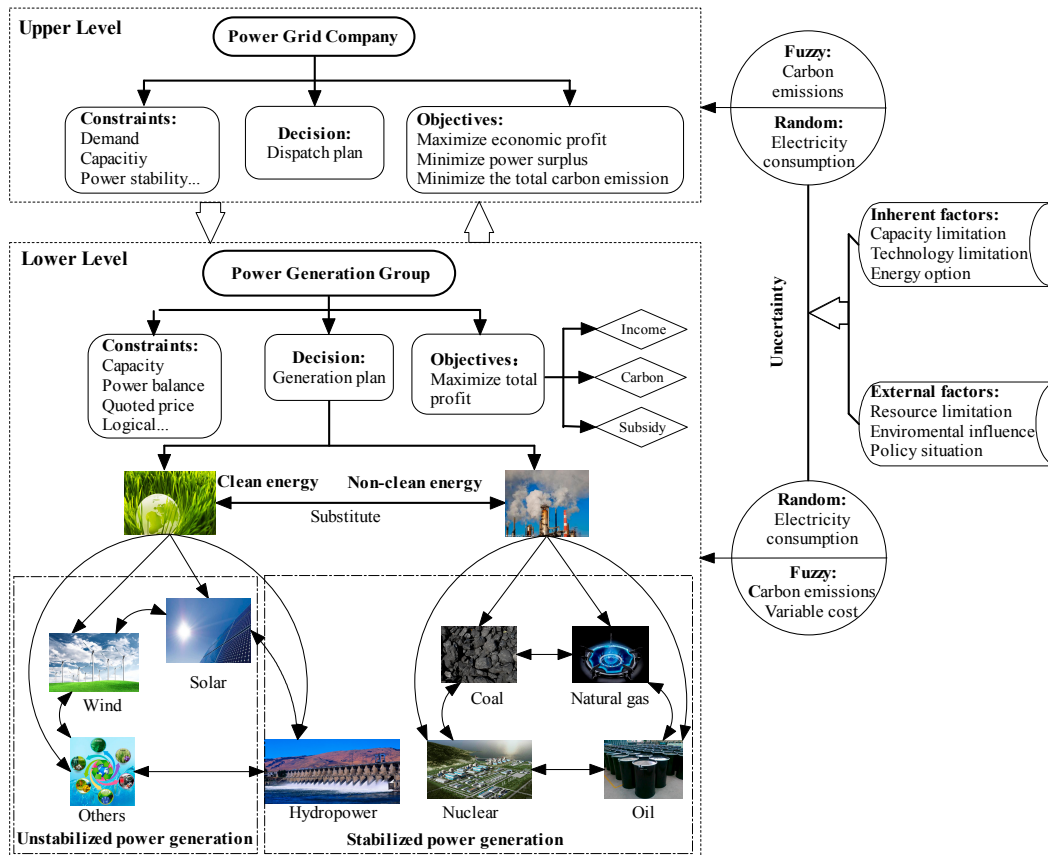 Upper Level
Power Grid Company
Constraints:
Demand
Capacitiy
Power stability...
Decision:
Dispatch plan
Objectives:
Maximize economic profit
Minimize power surplus
Minimize the total carbon emission
Fuzzy:
Carbon
emissions
Random:
Electricity
consumption
Inherent factors:
Capacity limitation
Technology limitation
Energy option
Uncertainty
External factors:
Resource limitation
Enviromental influence
Policy situation
Random:
Electricity
consumption
Fuzzy:
Carbon emissions
Variable cost
Lower Level
Power Generation Group
Constraints:
Capacity
Power balance
Quoted price
Logical...
Decision:
Generation plan
Objectives：
Maximize total
profit
Income
Carbon
Subsidy
Clean energy
Non-clean energy
Substitute
Wind
Solar
Others
Unstabilized power generation
Coal
Natural gas
Hydropower
Nuclear
Oil
Stabilized power generation